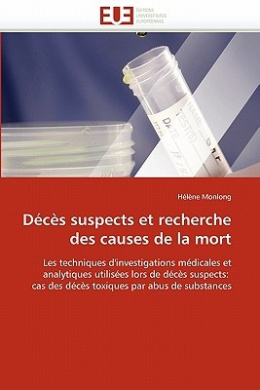 EUE
ÉDITIONS
UNIVERSITAIRES
EUROPÉENNES
Hélène Monlong
Décès suspects et recherche
des causes de la mort
Les techniques d'investigations médicales et
analytiques utilisées lors de décès suspects:
cas des décès toxiques par abus de substances